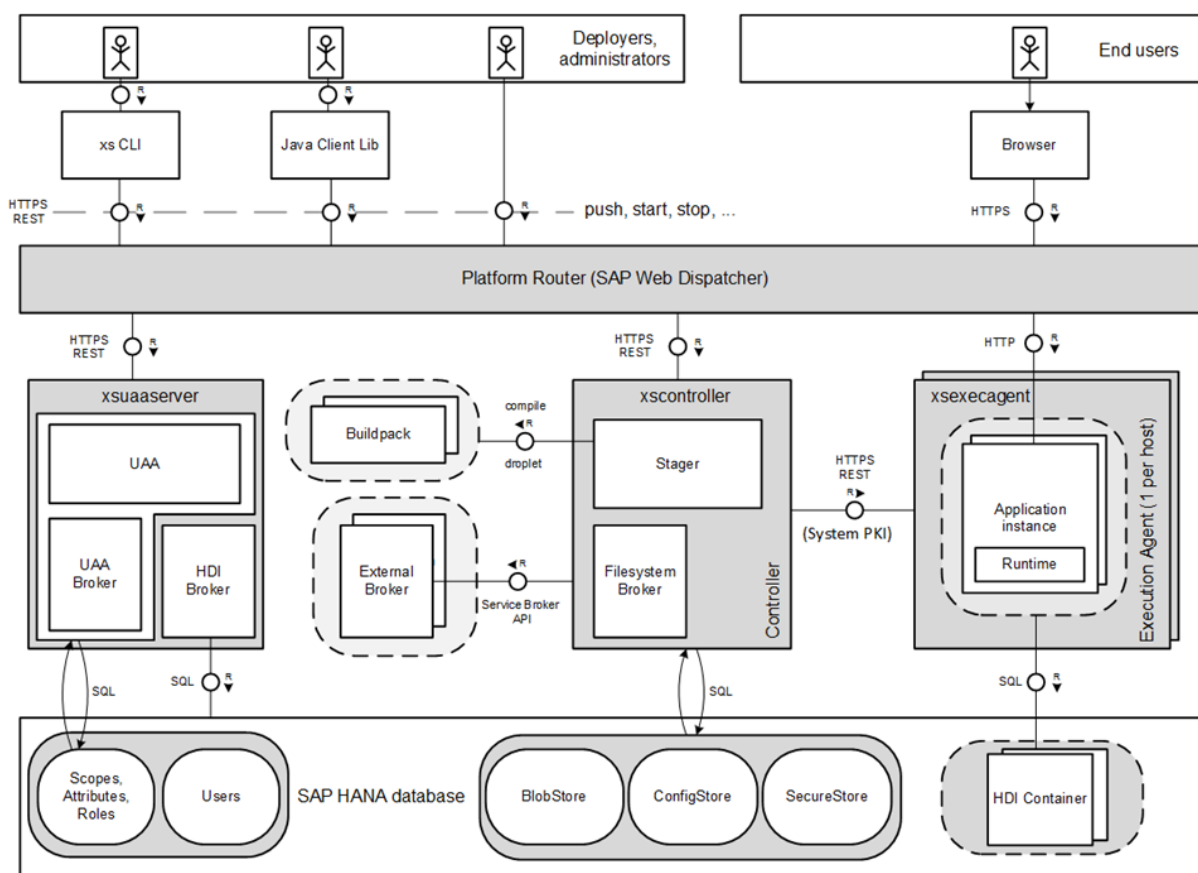 Deployers,
administrators
End users
R
R
xs CLI
Java Client Lib
Browser
HTTPS
REST
R
R
R
push, start, stop, ...
HTTPS
R
Platform Router (SAP Web Dispatcher)
HTTPS
REST
R
HTTPS
REST
R
HTTP
R
xsuaaserver
xscontroller
xsexecagent
UAA
Buildpack
compile
R
droplet
Stager
HTTPS
REST
R
(System PKI)
Application
instance
Runtime
Execution Agent (1 per host)
UAA
Broker
HDI
Broker
External
Broker
R
Service Broker
API
Filesystem
Broker
Controller
SQL
SQL
R
SQL
SQL
R
Scopes,
Attributes,
Roles
Users
SAP HANA database
BlobStore
ConfigStore
SecureStore
HDI Container